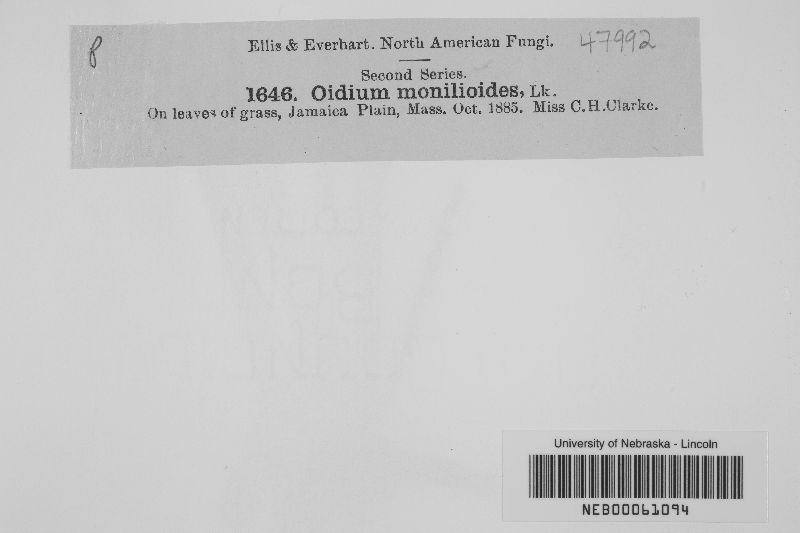 Ellis & Everhart. North American Fungi. 47992
Second Series.
1646. Oidium monilioides, Lk.
On leaves of grass, Jamaica Plain, Mass. Oct. 1885. Miss C.H.Clarke.
University of Nebraska - Lincoln
NEB00061094